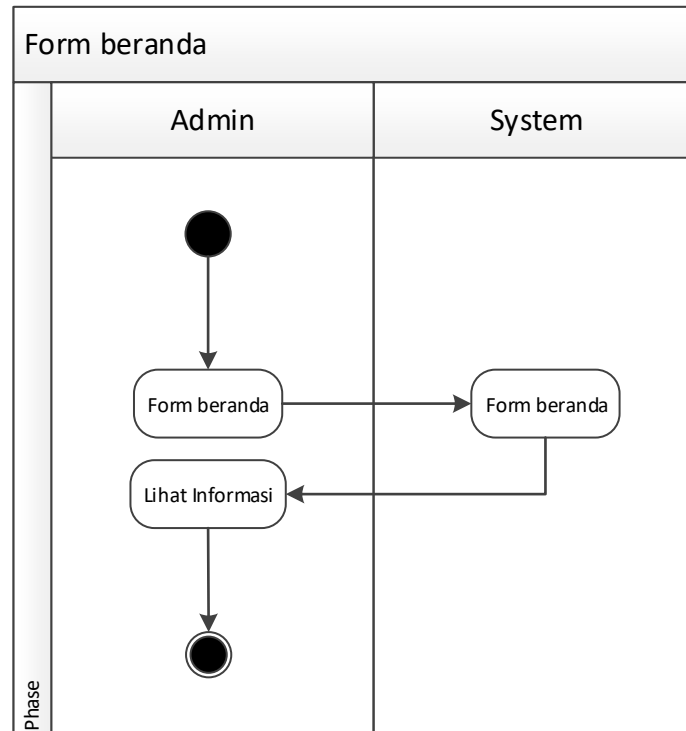 Form beranda
Admin
System
Form beranda
Form beranda
Lihat Informasi
Phase